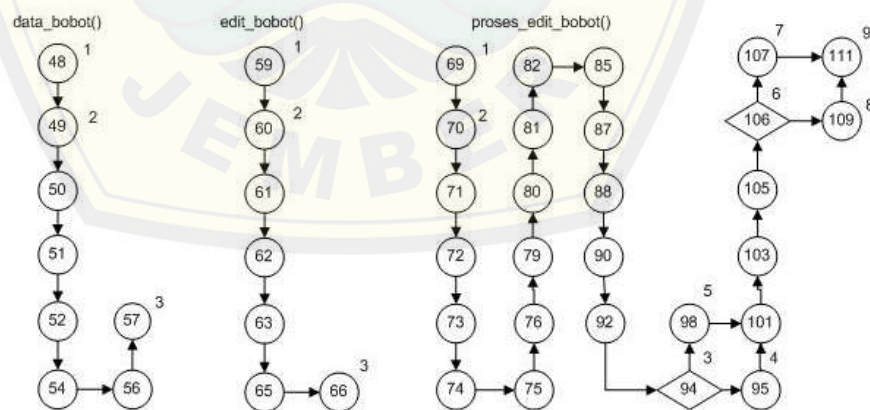 data_bobot() edit_bobot() proses_edit_bobot()
48 1 59 1 69 1 82 85 107 7 111 9
49 2 60 2 70 2 81 87 106 6 109 8
50 61 71 80 88 105
51 62 72 79 90 103
52 57 3 63 73 76 92 98 5 101
54 56 65 66 3 74 75 94 3 95 4
JEMBER